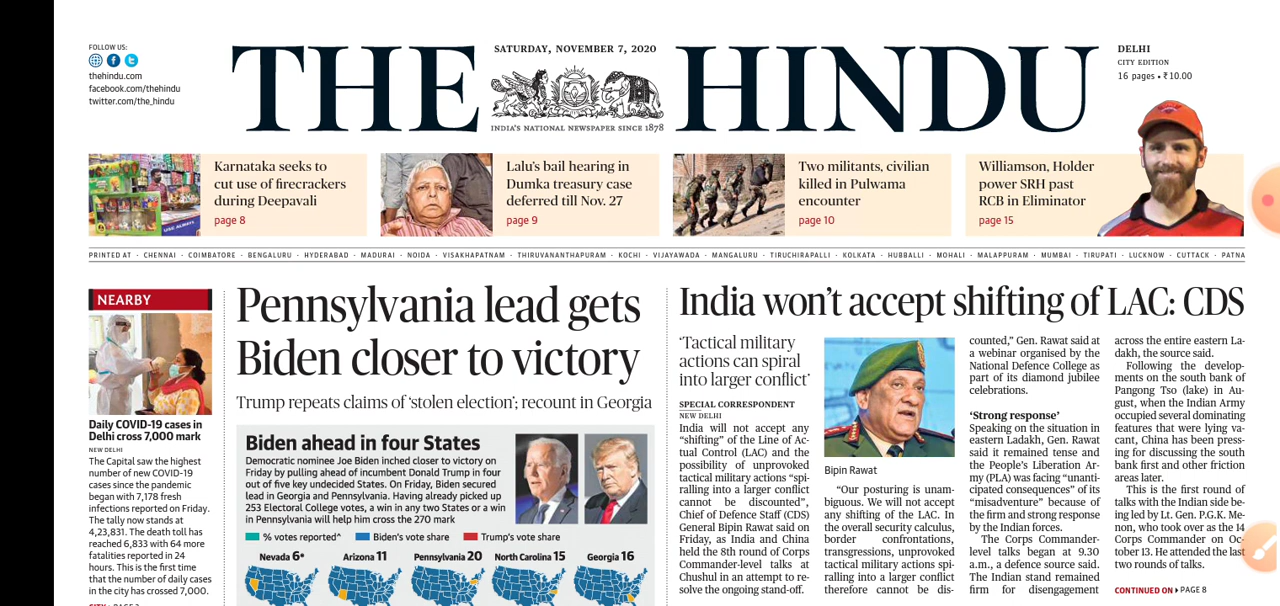 FOLLOW US:
thehindu.com
facebook.com/thehindu
twitter.com/the_hindu
THE HINDU
SATURDAY, NOVEMBER 7, 2020
INDIA'S NATIONAL NEWSPAPER SINCE 1878
DELHI
CITY EDITION
16 pages • ₹10.00
Karnataka seeks to
cut use of firecrackers
during Deepavali
page 8
USE ALWAYS
Lalu's bail hearing in
Dumka treasury case
deferred till Nov. 27
page 9
Two militants, civilian
killed in Pulwama
encounter
page 10
Williamson, Holder
power SRH past
RCB in Eliminator
page 15
PRINTED AT · CHENNAI · COIMBATORE · BENGALURU · HYDERABAD · MADURAI · NOIDA · VISAKHAPATNAM · THIRUVANANTHAPURAM · KOCHI · VIJAYAWADA · MANGALURU · TIRUCHIRAPALLI · KOLKATA · HUBBALLI · MOHALI · MALAPPURAM · MUMBAI · TIRUPATI · LUCKNOW · CUTTACK · PATNA
NEARBY
Daily COVID-19 cases in
Delhi cross 7,000 mark
NEW DELHI
The Capital saw the highest
number of new COVID-19
cases since the pandemic
began with 7,178 fresh
infections reported on Friday.
The tally now stands at
4,23,831. The death toll has
reached 6,833 with 64 more
fatalities reported in 24
hours. This is the first time
that the number of daily cases
in the city has crossed 7,000.
Pennsylvania lead gets
Biden closer to victory
Trump repeats claims of 'stolen election'; recount in Georgia
Biden ahead in four States
Democratic nominee Joe Biden inched closer to victory on
Friday by pulling ahead of incumbent Donald Trump in four
out of five key undecided States. On Friday, Biden secured
lead in Georgia and Pennsylvania. Having already picked up
253 Electoral College votes, a win in any two States or a win
in Pennsylvania will help him cross the 270 mark
% votes reported^ Biden's vote share Trump's vote share
Nevada 6* Arizona 11 Pennsylvania 20 North Carolina 15 Georgia 16
India won't accept shifting of LAC: CDS
'Tactical military
actions can spiral
into larger conflict'
SPECIAL CORRESPONDENT
NEW DELHI
India will not accept any
"shifting" of the Line of Ac-
tual Control (LAC) and the
possibility of unprovoked
tactical military actions "spi-
ralling into a larger conflict
cannot be discounted",
Chief of Defence Staff (CDS)
General Bipin Rawat said on
Friday, as India and China
held the 8th round of Corps
Commander-level talks at
Chushul in an attempt to re-
solve the ongoing stand-off.
Bipin Rawat
"Our posturing is unam-
biguous. We will not accept
any shifting of the LAC. In
the overall security calculus,
border confrontations,
transgressions, unprovoked
tactical military actions spi-
ralling into a larger conflict
therefore cannot be dis-
counted," Gen. Rawat said at
a webinar organised by the
National Defence College as
part of its diamond jubilee
celebrations.
'Strong response'
Speaking on the situation in
eastern Ladakh, Gen. Rawat
said it remained tense and
the People's Liberation Ar-
my (PLA) was facing "unanti-
cipated consequences" of its
"misadventure" because of
the firm and strong response
by the Indian forces.
The Corps Commander-
level talks began at 9.30
a.m., a defence source said.
The Indian stand remained
firm for disengagement
across the entire eastern La-
dakh, the source said.
Following the develop-
ments on the south bank of
Pangong Tso (lake) in Au-
gust, when the Indian Army
occupied several dominating
features that were lying va-
cant, China has been press-
ing for discussing the south
bank first and other friction
areas later.
This is the first round of
talks with the Indian side be-
ing led by Lt. Gen. P.G.K. Me-
non, who took over as the 14
Corps Commander on Oc-
tober 13. He attended the last
two rounds of talks.
CONTINUED ON ▸ PAGE 8